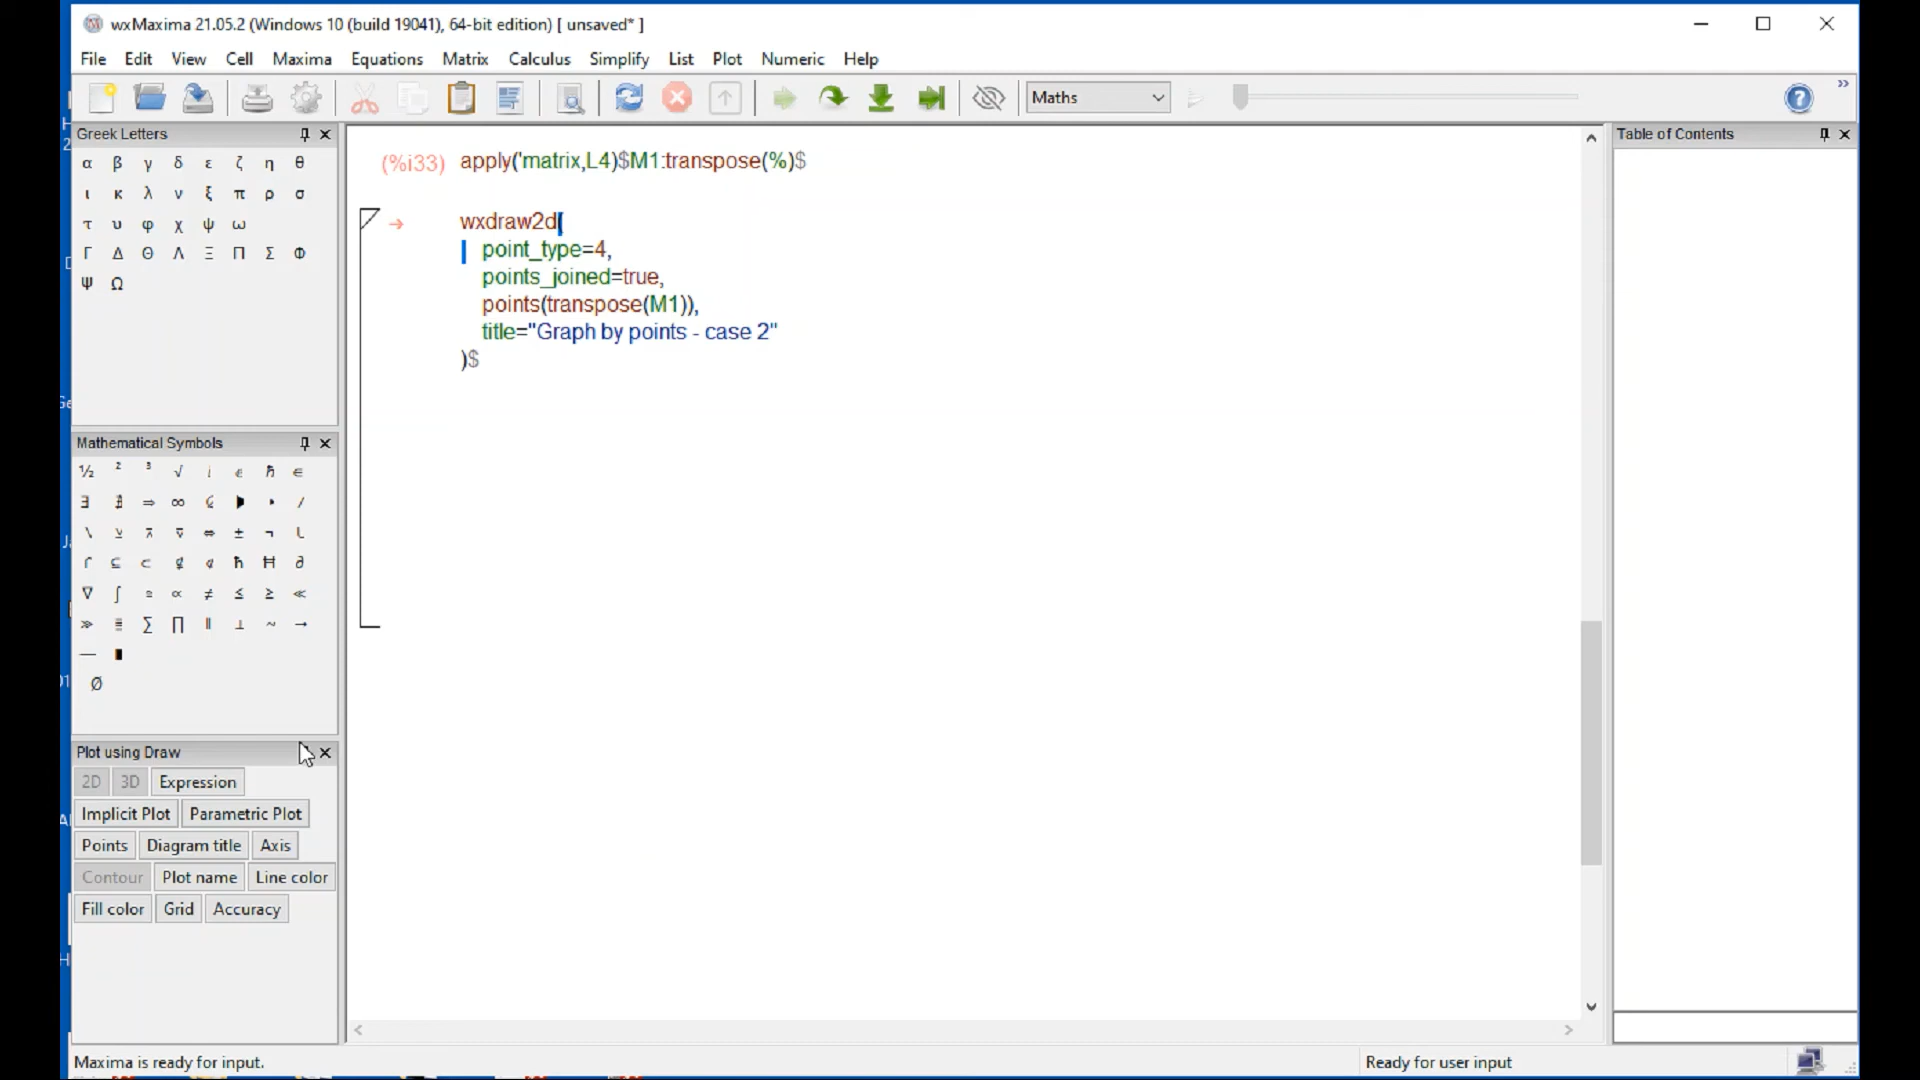 wxMaxima 21.05.2 (Windows 10 (build 19041), 64-bit edition) [ unsaved* ]
File Edit View Cell Maxima Equations Matrix Calculus Simplify List Plot Numeric Help
Maths
Greek Letters
α β γ δ ε ζ η θ
ι κ λ ν ξ π ρ σ
τ υ φ χ ψ ω
Γ Δ Θ Λ Ξ Π Σ Φ
Ψ Ω
Mathematical Symbols
½ ² ³ √ ℏ ∈
∃ ∄ ⇒ ∞ /
\ ⊻ ⊼ ⊽ ⇔ ± ¬
⊆ ⊂ ħ Ħ ∂
∇ ∫ ∝ ≠ ≤ ≥ ≪
≫ ∑ ∏ ∥ ⊥ ~ →
Ø
Plot using Draw
2D 3D Expression
Implicit Plot Parametric Plot
Points Diagram title Axis
Contour Plot name Line color
Fill color Grid Accuracy
(%i33) apply('matrix,L4)$M1:transpose(%)$
→ wxdraw2d(
point_type=4,
points_joined=true,
points(transpose(M1)),
title="Graph by points - case 2"
)$
Table of Contents
Maxima is ready for input.
Ready for user input